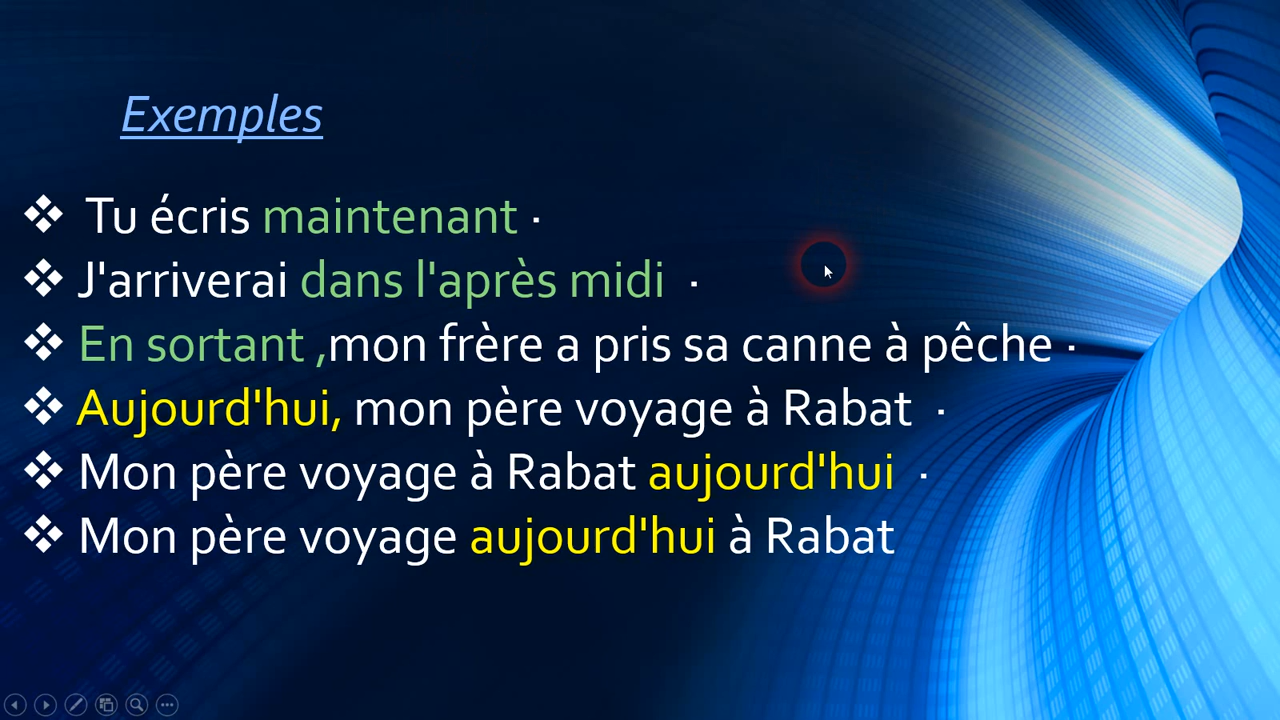 Exemples
❖ Tu écris maintenant ·
❖ J'arriverai dans l'après midi ·
❖ En sortant ,mon frère a pris sa canne à pêche ·
❖ Aujourd'hui, mon père voyage à Rabat ·
❖ Mon père voyage à Rabat aujourd'hui ·
❖ Mon père voyage aujourd'hui à Rabat